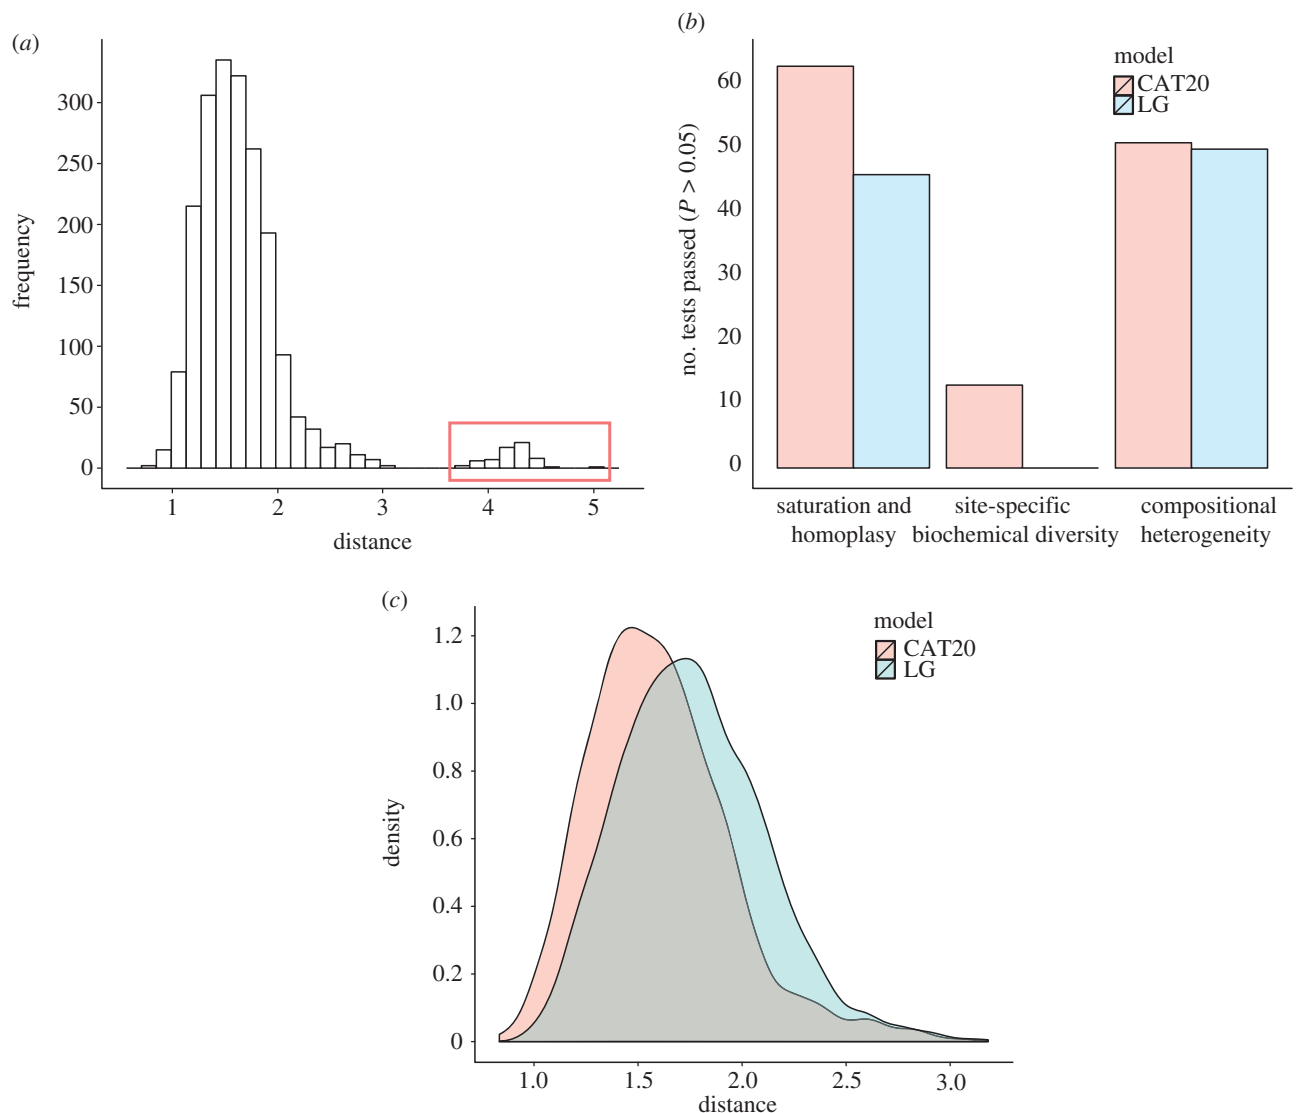 (a)
frequency
300
250
200
150
100
50
0
1 2 3 4 5
distance
(b)
no. tests passed (P > 0.05)
60
50
40
30
20
10
0
model
CAT20
LG
saturation and
homoplasy
site-specific
biochemical diversity
compositional
heterogeneity
(c)
density
1.2
1.0
0.8
0.6
0.4
0.2
0
model
CAT20
LG
1.0 1.5 2.0 2.5 3.0
distance